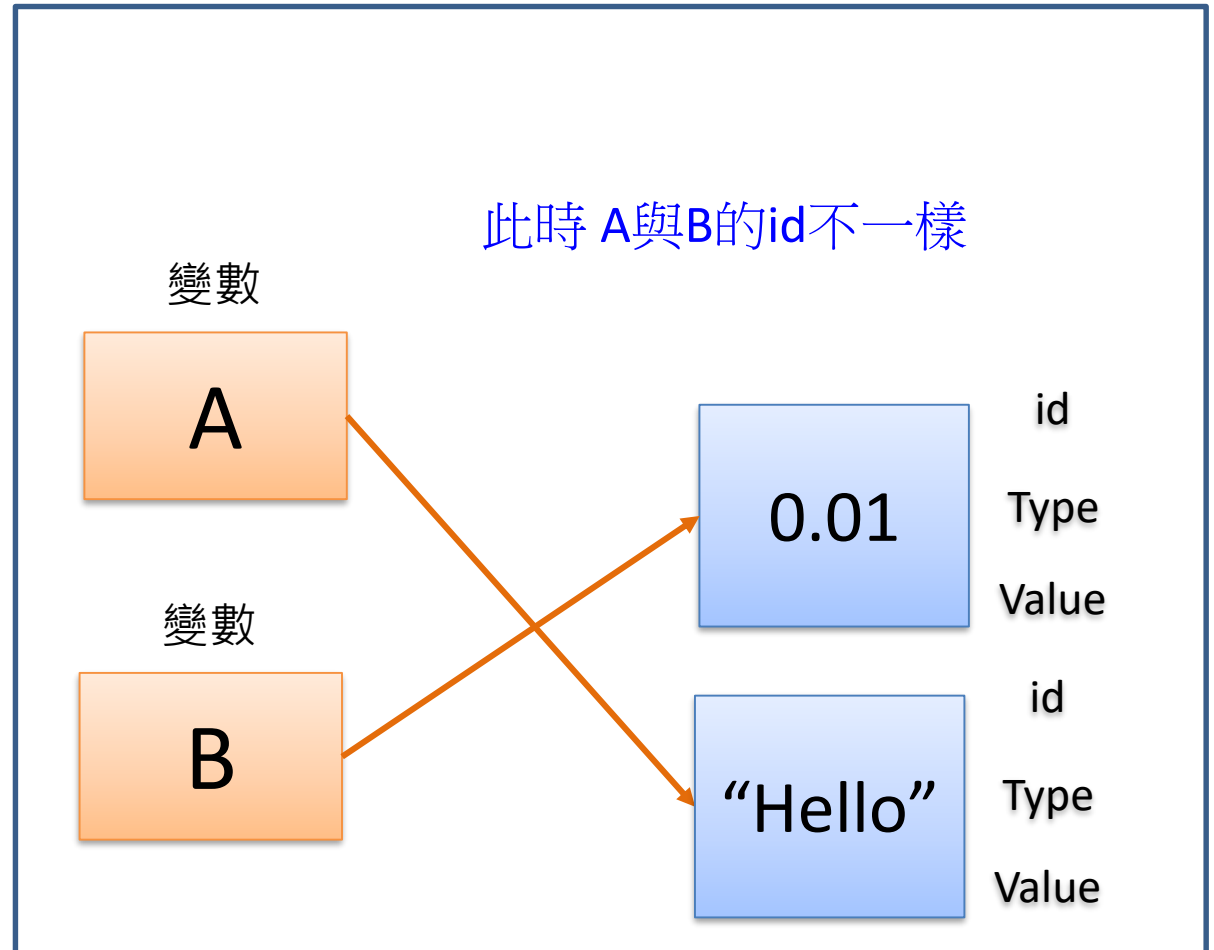 此時 A與B的id不一樣
變數
A
id
0.01
Type
Value
變數
B
id
“Hello”
Type
Value